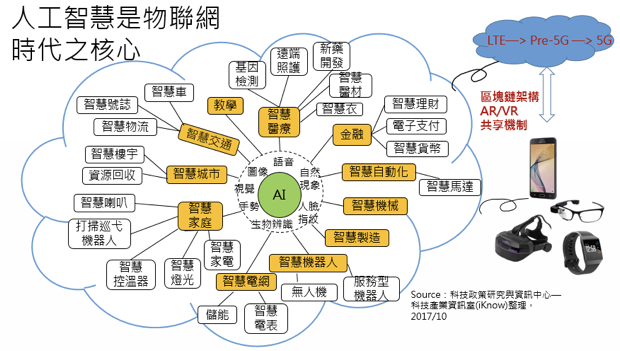 人工智慧是物聯網
時代之核心
LTE—> Pre-5G —> 5G
區塊鏈架構
AR/VR
共享機制
基因
檢測
遠端
照護
新藥
開發
智慧
醫材
智慧衣
智慧
醫療
教學
智慧車
智慧號誌
智慧物流
智慧交通
金融
智慧理財
電子支付
智慧貨幣
智慧樓宇
資源回收
智慧城市
智慧自動化
智慧馬達
智慧機械
智慧製造
語音
圖像
自然
現象
視覺
AI
手勢
人臉
指紋
生物辨識
智慧喇叭
打掃巡弋
機器人
智慧
控溫器
智慧
燈光
智慧
家電
智慧
家庭
智慧電網
儲能
智慧
電表
智慧機器人
無人機
服務型
機器人
Source：科技政策研究與資訊中心—
科技產業資訊室(iKnow)整理，
2017/10